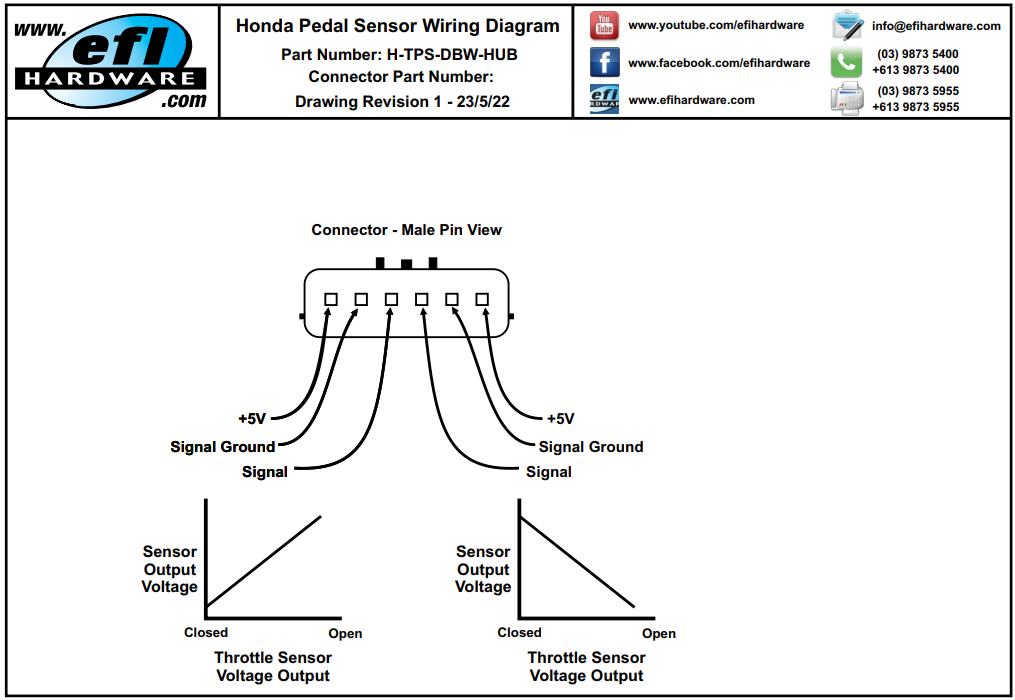 www.
efI
HARDWARE
.com
Honda Pedal Sensor Wiring Diagram
Part Number: H-TPS-DBW-HUB
Connector Part Number:
Drawing Revision 1 - 23/5/22
You
Tube
www.youtube.com/efihardware
f
www.facebook.com/efihardware
efI
RDWAR
www.efihardware.com
info@efihardware.com
(03) 9873 5400
+613 9873 5400
(03) 9873 5955
+613 9873 5955
Connector - Male Pin View
+5V
Signal Ground
Signal
+5V
Signal Ground
Signal
Sensor
Output
Voltage
Closed
Open
Throttle Sensor
Voltage Output
Sensor
Output
Voltage
Closed
Open
Throttle Sensor
Voltage Output